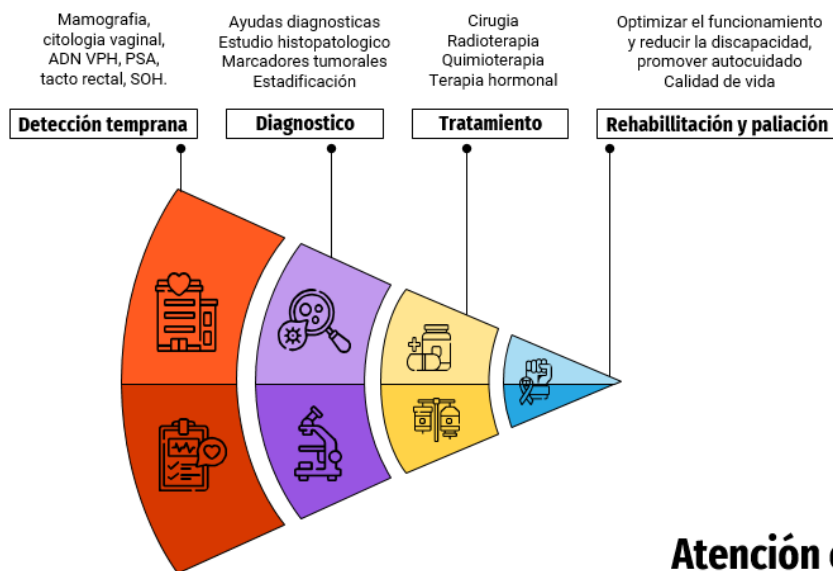 Mamografia,
citologia vaginal,
ADN VPH, PSA,
tacto rectal, SOH.
Detección temprana
Ayudas diagnosticas
Estudio histopatologico
Marcadores tumorales
Estadificación
Diagnostico
Cirugia
Radioterapia
Quimioterapia
Terapia hormonal
Tratamiento
Optimizar el funcionamiento
y reducir la discapacidad,
promover autocuidado
Calidad de vida
Rehabillitación y paliación
Atención